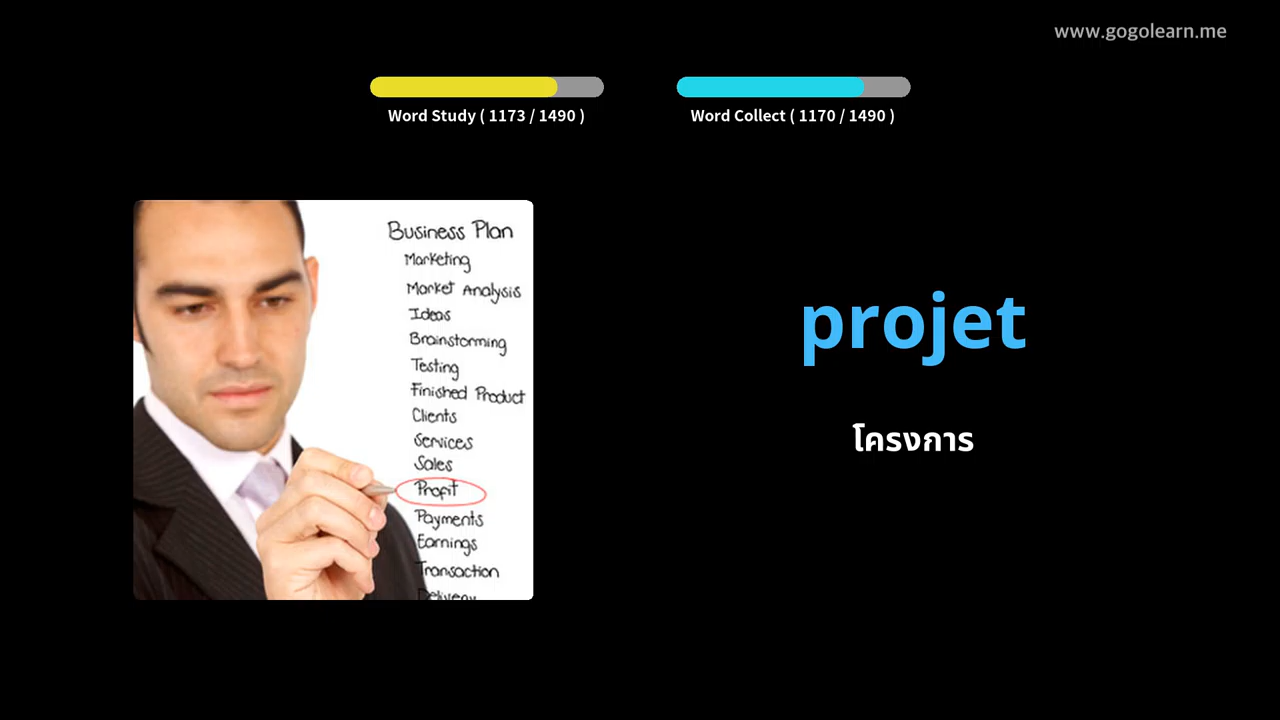 www.gogolearn.me
Word Study ( 1173 / 1490 )
Word Collect ( 1170 / 1490 )
Business Plan
Marketing
Market Analysis
Ideas
Brainstorming
Testing
Finished Product
Clients
Services
Sales
Profit
Payments
Earnings
Transaction
Delivery
projet
โครงการ